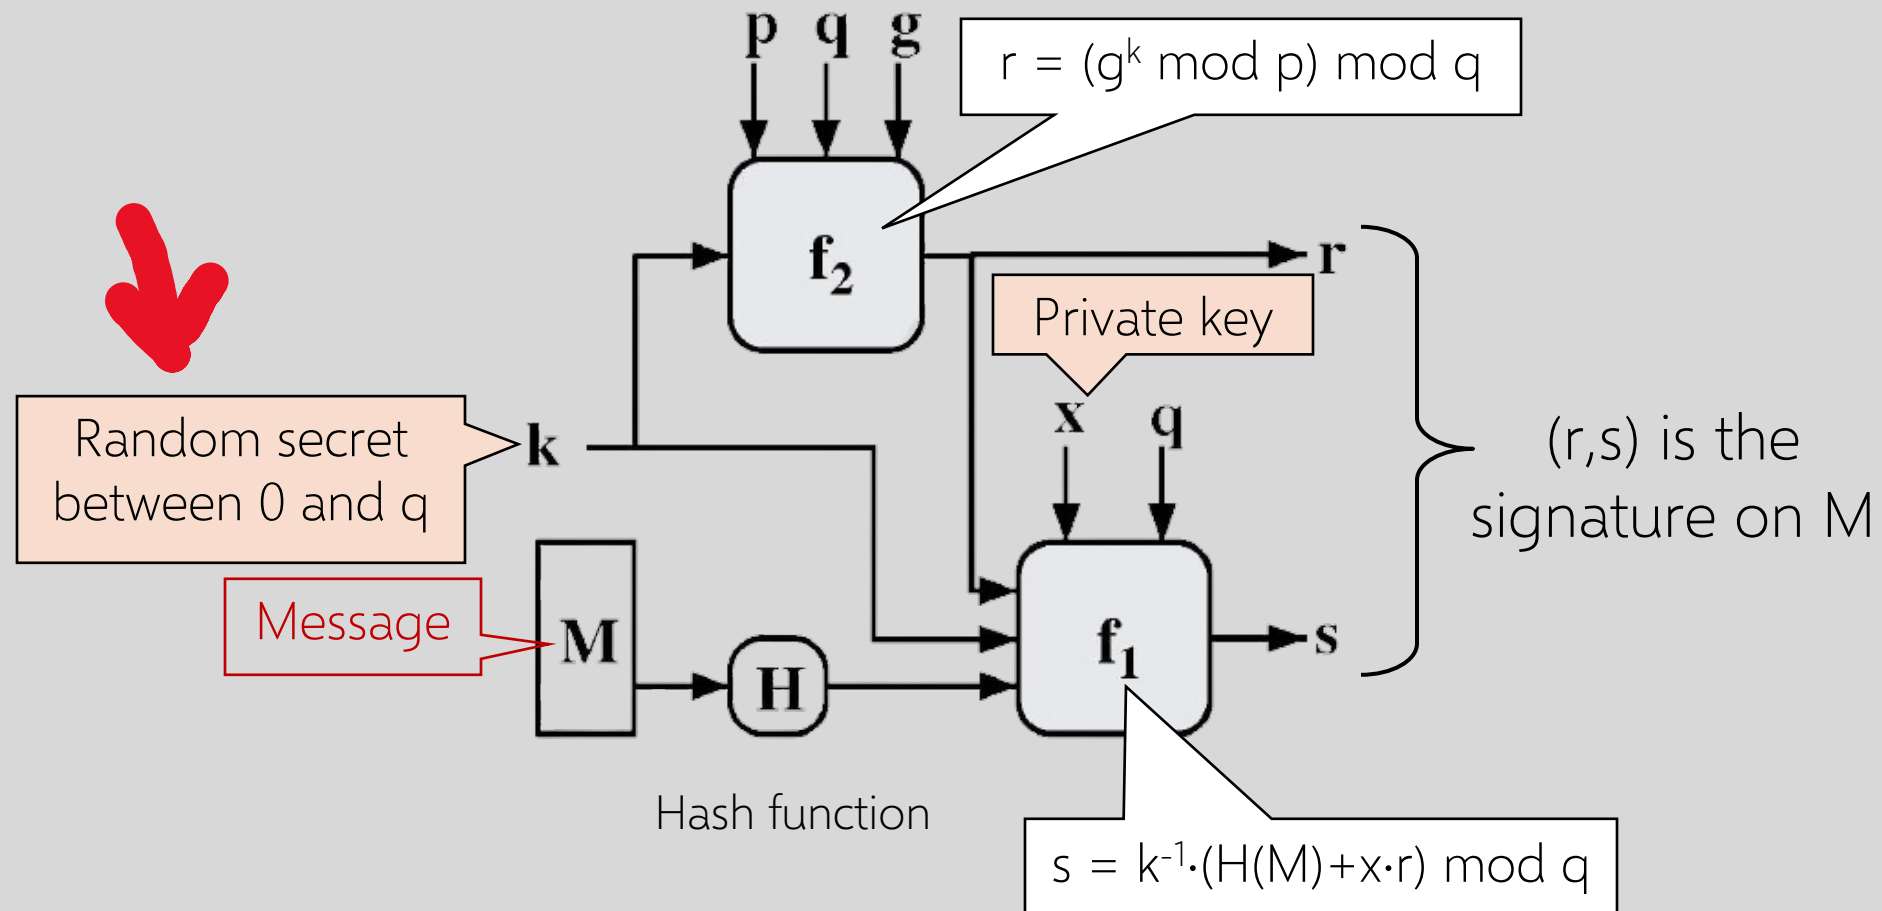 p q g
r = (gᵏ mod p) mod q
f₂
r
Private key
x q
Random secret
between 0 and q
k
(r,s) is the
signature on M
Message
M
H
f₁
s
Hash function
s = k⁻¹·(H(M)+x·r) mod q